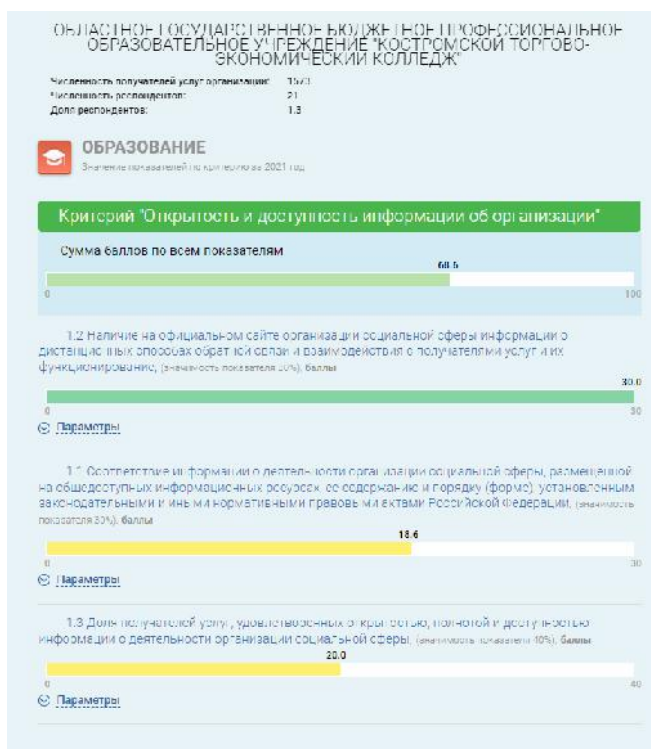 ОБЛАСТНОЕ ГОСУДАРСТВЕННОЕ БЮДЖЕТНОЕ ПРОФЕССИОНАЛЬНОЕ
ОБРАЗОВАТЕЛЬНОЕ УЧРЕЖДЕНИЕ "КОСТРОМСКОЙ ТОРГОВО-
ЭКОНОМИЧЕСКИЙ КОЛЛЕДЖ"
Численность получателей услуг организации: 1573
Численность респондентов: 21
Доля респондентов: 1.3
ОБРАЗОВАНИЕ
Значение показателей по критерию за 2021 год
Критерий "Открытость и доступность информации об организации"
Сумма баллов по всем показателям
68.6
0 100
1.2 Наличие на официальном сайте организации социальной сферы информации о
дистанционных способах обратной связи и взаимодействия с получателями услуг и их
функционирование, (значимость показателя 30%), баллы
30.0
0 30
Параметры
1.1 Соответствие информации о деятельности организации социальной сферы, размещенной
на общедоступных информационных ресурсах, ее содержанию и порядку (форме), установленным
законодательными и иными нормативными правовыми актами Российской Федерации, (значимость
показателя 30%), баллы
18.6
0 30
Параметры
1.3 Доля получателей услуг, удовлетворенных открытостью, полнотой и доступностью
информации о деятельности организации социальной сферы, (значимость показателя 40%), баллы
20.0
0 40
Параметры